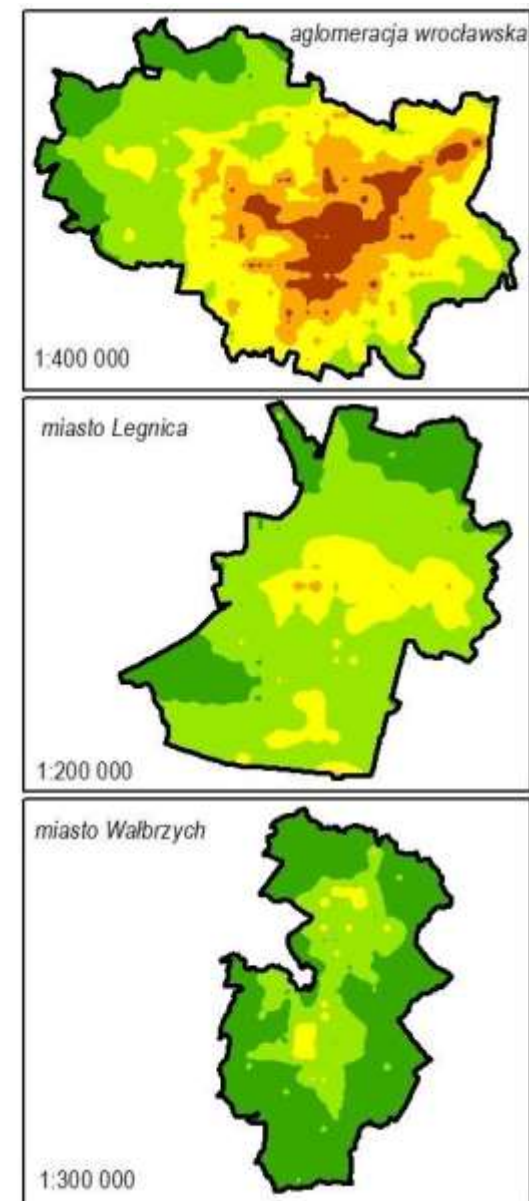 aglomeracja wrocławska
1:400 000
miasto Legnica
1:200 000
miasto Wałbrzych
1:300 000